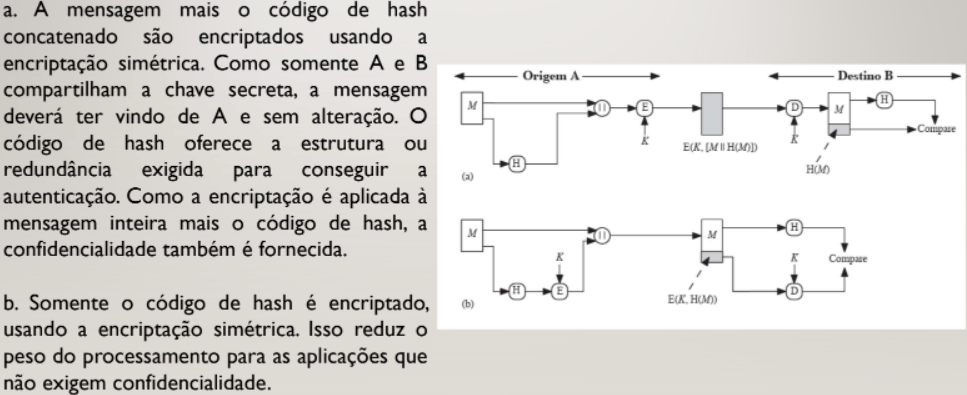 a. A mensagem mais o código de hash
concatenado são encriptados usando a
encriptação simétrica. Como somente A e B
compartilham a chave secreta, a mensagem
deverá ter vindo de A e sem alteração. O
código de hash oferece a estrutura ou
redundância exigida para conseguir a
autenticação. Como a encriptação é aplicada à
mensagem inteira mais o código de hash, a
confidencialidade também é fornecida.
b. Somente o código de hash é encriptado,
usando a encriptação simétrica. Isso reduz o
peso do processamento para as aplicações que
não exigem confidencialidade.
Origem A
Destino B
M
||
E
D
M
H
K
E(K, [M || H(M)])
K
Compare
H
H(M)
(a)
M
||
M
H
K
K
Compare
H
E
D
E(K, H(M))
(b)